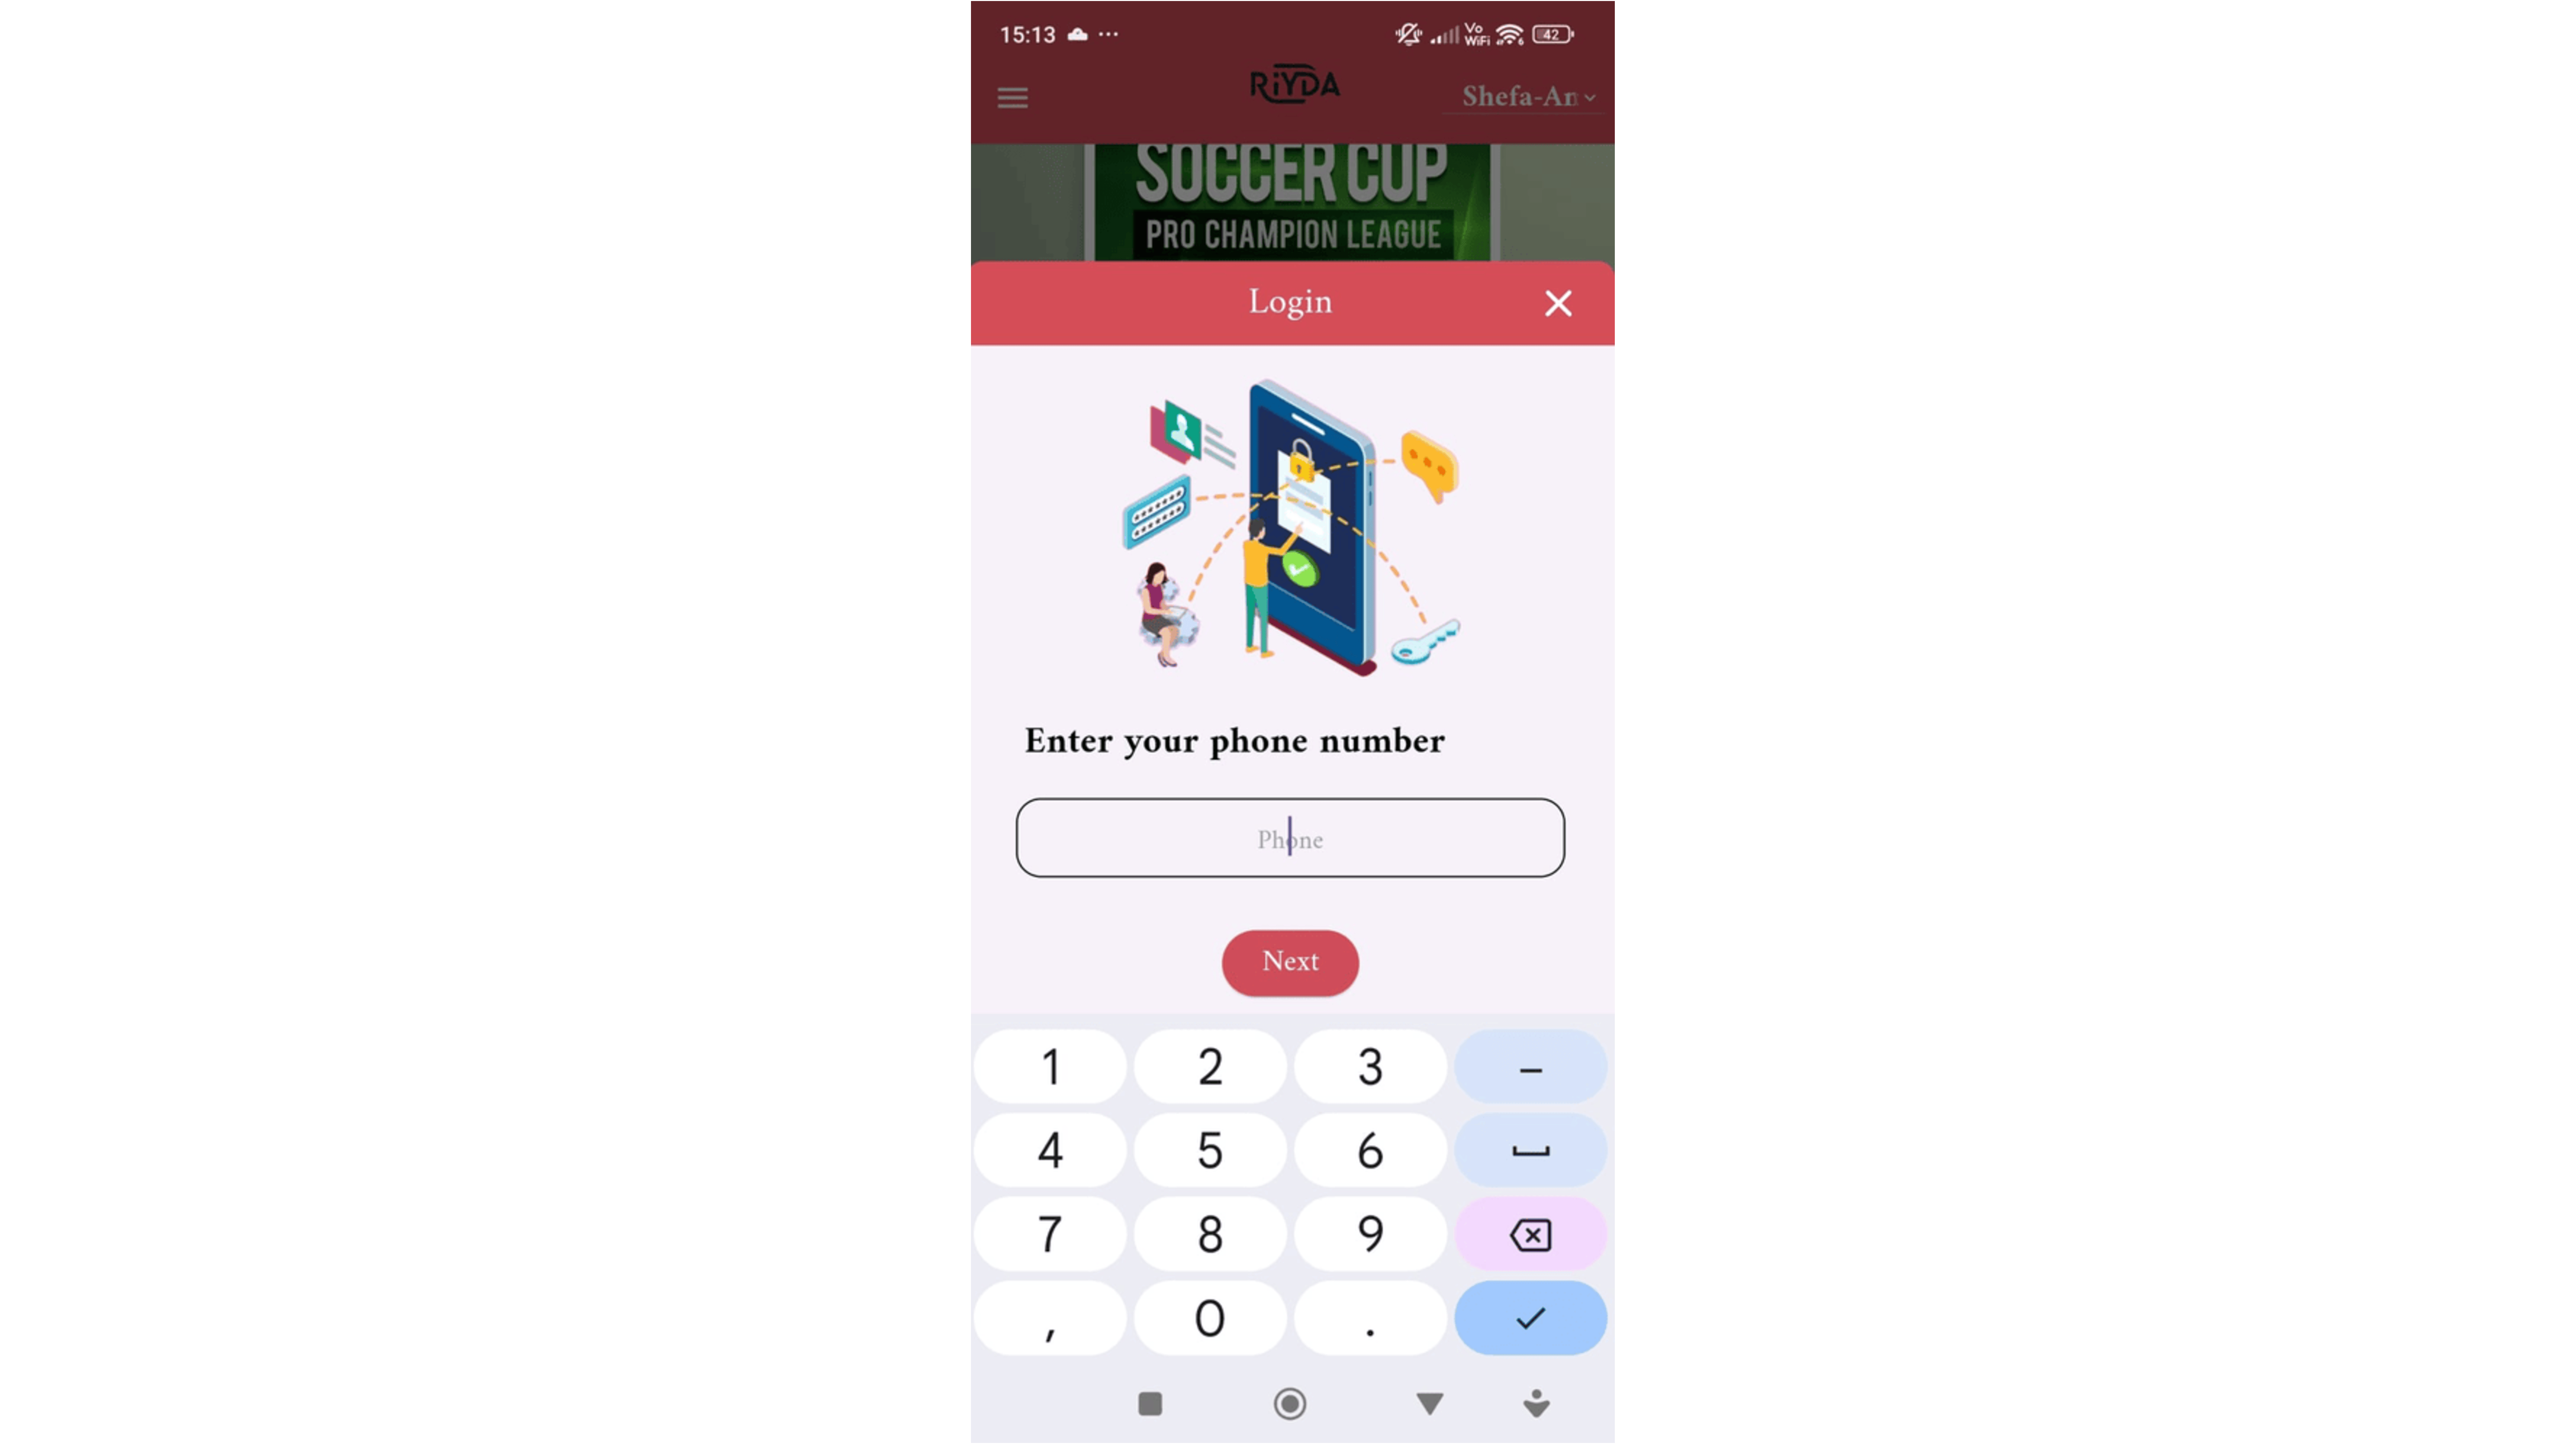 15:13
Vo
WiFi
42
RiYDA
Shefa-Am
SOCCER CUP
PRO CHAMPION LEAGUE
Login
Enter your phone number
Phone
Next
1 2 3 –
4 5 6
7 8 9
, 0 .